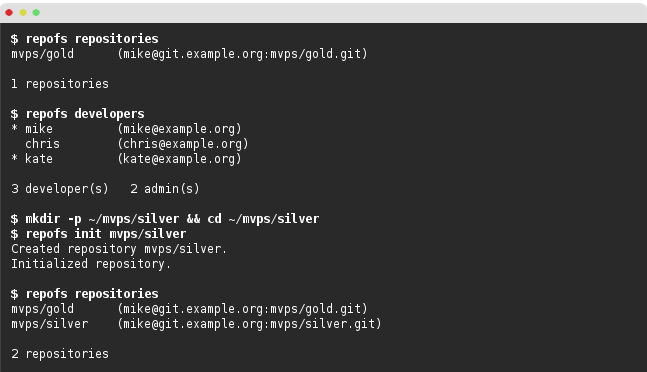 $ repofs repositories
mvps/gold      (mike@git.example.org:mvps/gold.git)
1 repositories
$ repofs developers
* mike         (mike@example.org)
  chris        (chris@example.org)
* kate         (kate@example.org)
3 developer(s)   2 admin(s)
$ mkdir -p ~/mvps/silver && cd ~/mvps/silver
$ repofs init mvps/silver
Created repository mvps/silver.
Initialized repository.
$ repofs repositories
mvps/gold      (mike@git.example.org:mvps/gold.git)
mvps/silver    (mike@git.example.org:mvps/silver.git)
2 repositories